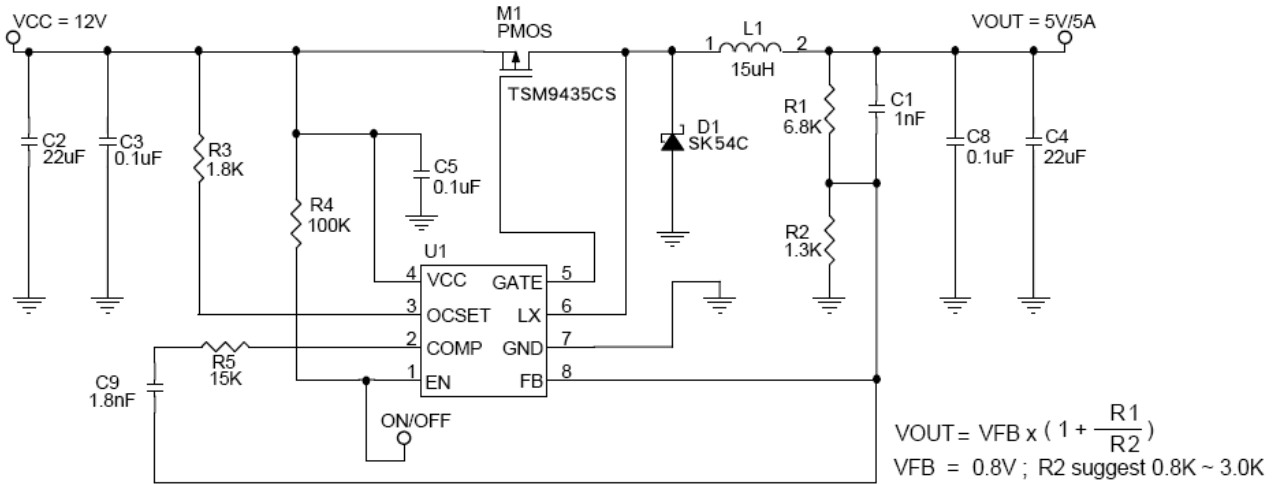 VCC = 12V
M1
PMOS
TSM9435CS
L1
1 2
15uH
VOUT = 5V/5A
C2
22uF
C3
0.1uF
R3
1.8K
R4
100K
C5
0.1uF
D1
SK54C
R1
6.8K
C1
1nF
R2
1.3K
C8
0.1uF
C4
22uF
U1
4 VCC GATE 5
3 OCSET LX 6
2 COMP GND 7
1 EN FB 8
R5
15K
C9
1.8nF
ON/OFF
VOUT = VFB x ( 1 + R1 / R2 )
VFB = 0.8V ; R2 suggest 0.8K ~ 3.0K